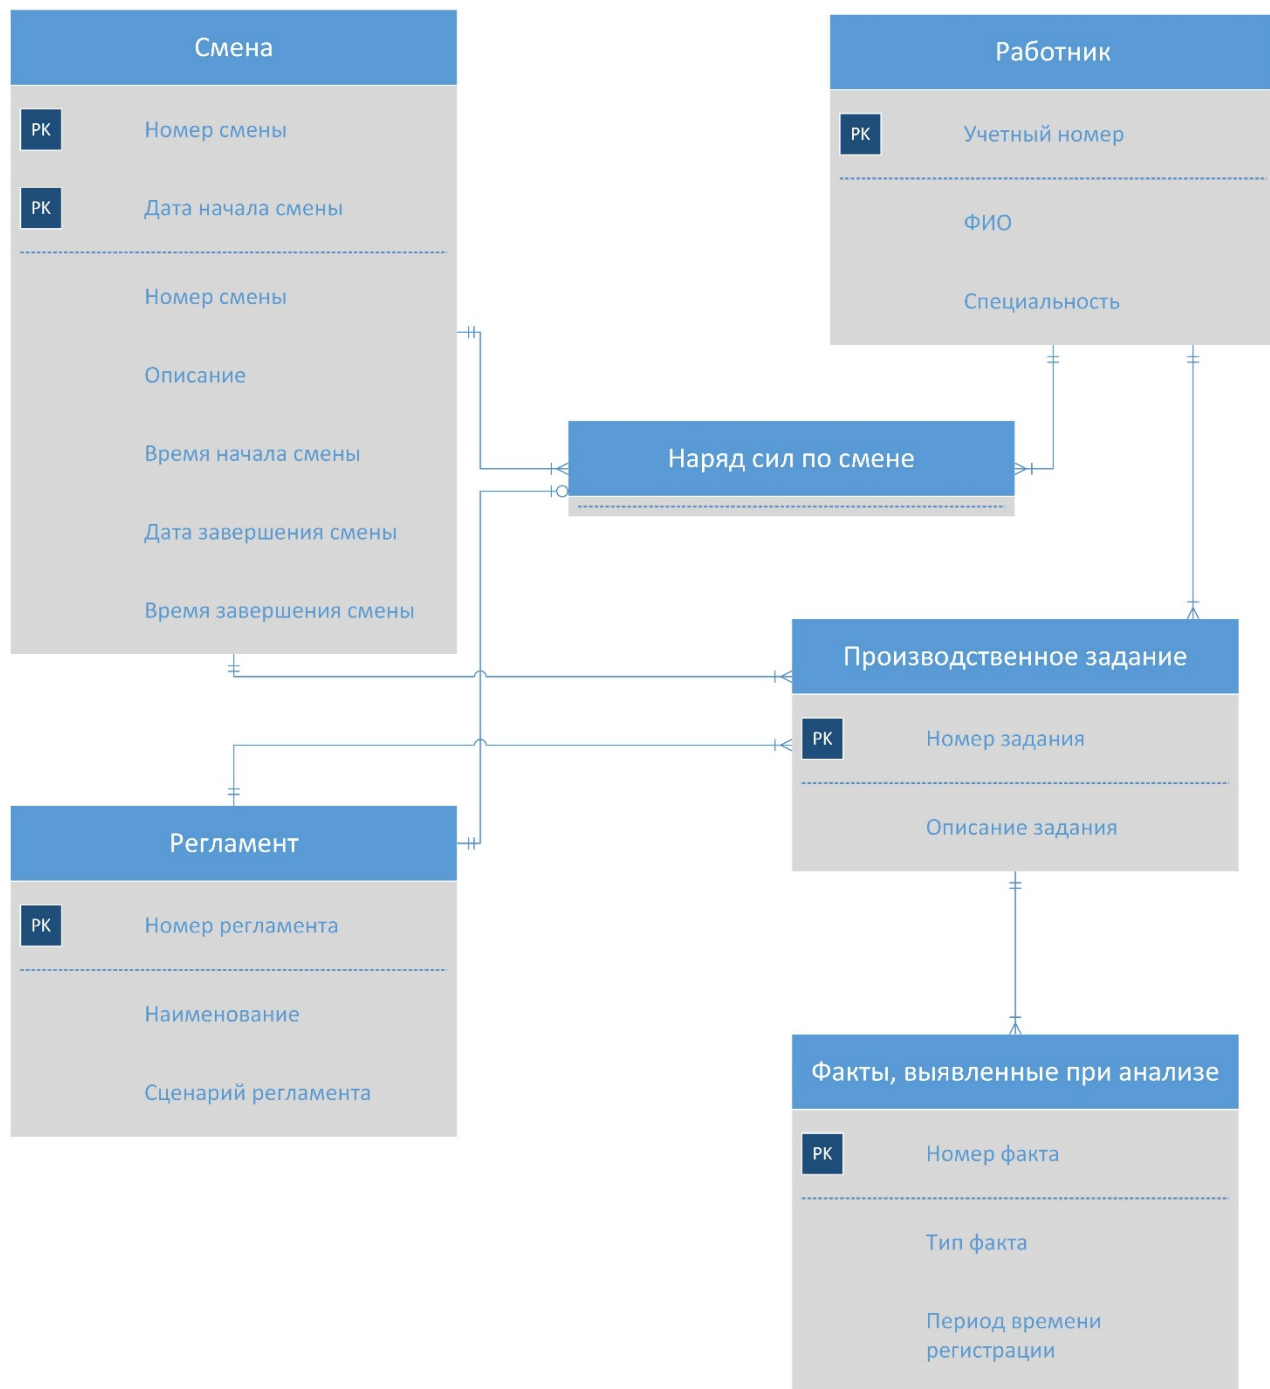 Смена
PK
Номер смены
PK
Дата начала смены
Номер смены
Описание
Время начала смены
Дата завершения смены
Время завершения смены
Работник
PK
Учетный номер
ФИО
Специальность
Наряд сил по смене
Производственное задание
PK
Номер задания
Описание задания
Регламент
PK
Номер регламента
Наименование
Сценарий регламента
Факты, выявленные при анализе
PK
Номер факта
Тип факта
Период времени
регистрации